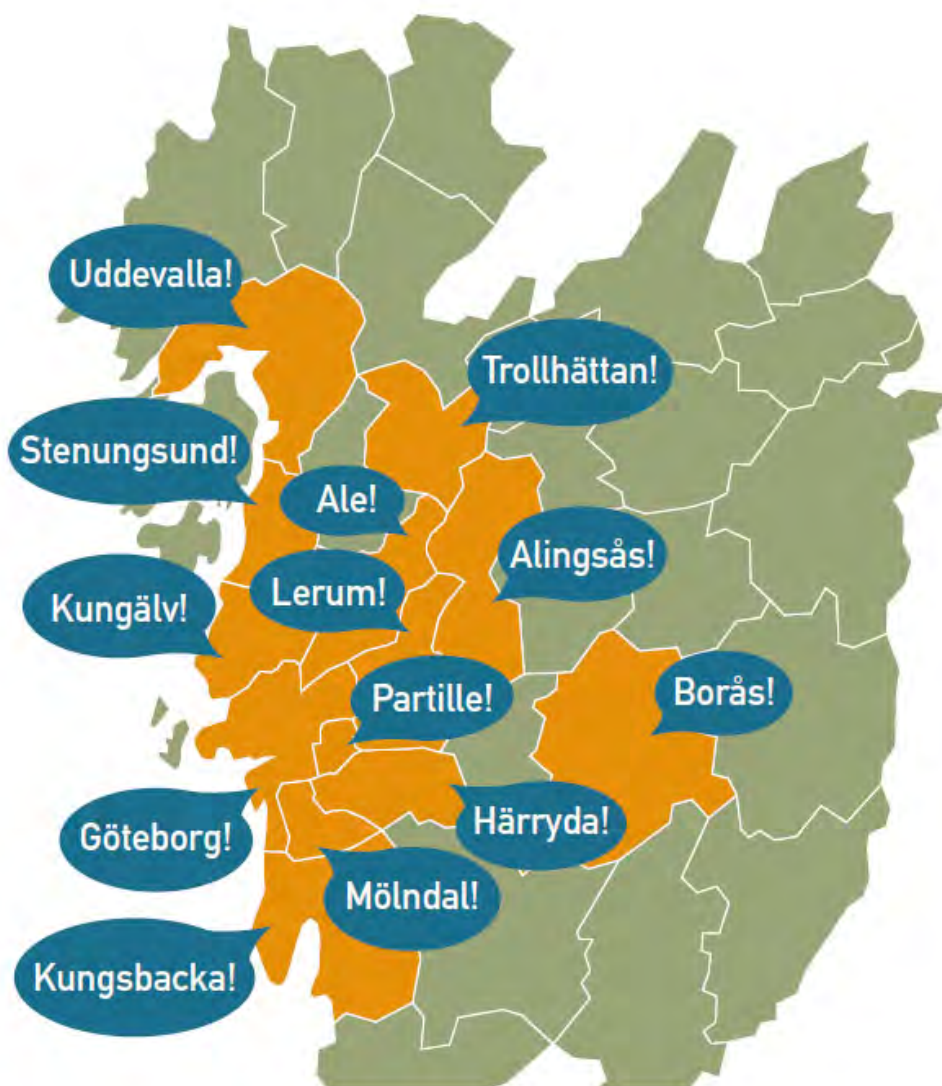 Uddevalla!
Trollhättan!
Stenungsund!
Ale!
Alingsås!
Lerum!
Kungälv!
Partille!
Borås!
Göteborg!
Härryda!
Mölndal!
Kungsbacka!